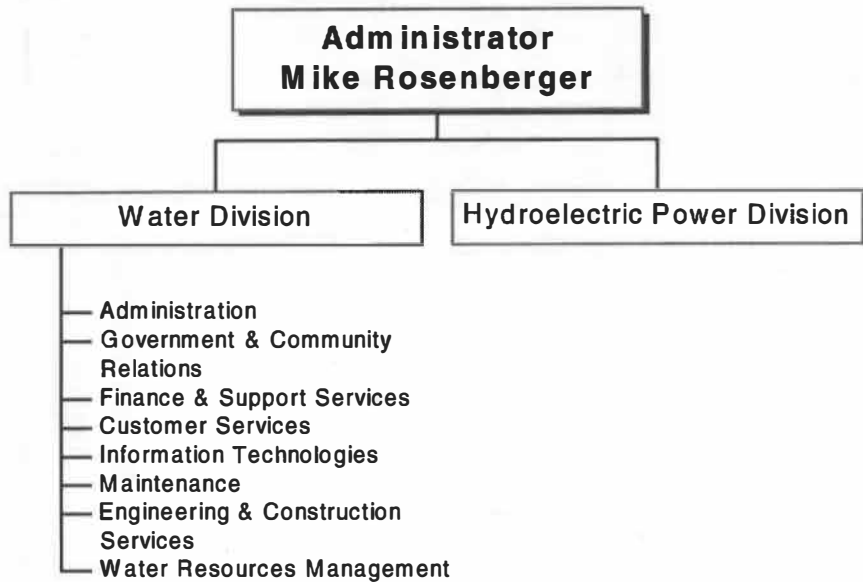 Administrator
Mike Rosenberger
Water Division
Hydroelectric Power Division
Administration
Government & Community
Relations
Finance & Support Services
Customer Services
Information Technologies
Maintenance
Engineering & Construction
Services
Water Resources Management